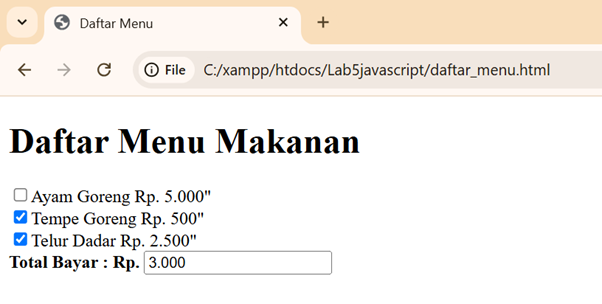 Daftar Menu
File C:/xampp/htdocs/Lab5javascript/daftar_menu.html
Daftar Menu Makanan
Ayam Goreng Rp. 5.000"
Tempe Goreng Rp. 500"
Telur Dadar Rp. 2.500"
Total Bayar : Rp. 3.000